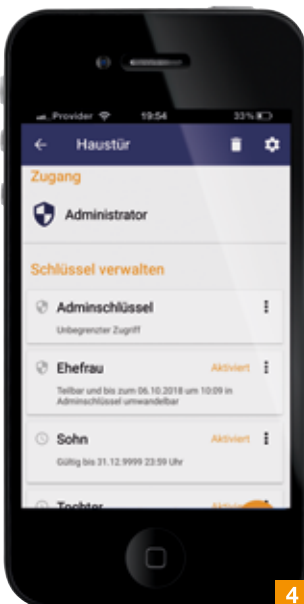 Provider 19:54 33%
Haustür
Zugang
Administrator
Schlüssel verwalten
Adminschlüssel
Unbegrenzter Zugriff
Ehefrau Aktiviert
Teilbar und bis zum 06.10.2018 um 10:09 in
Adminschlüssel umwandelbar
Sohn Aktiviert
Gültig bis 31.12.9999 23:59 Uhr
Tochter
4